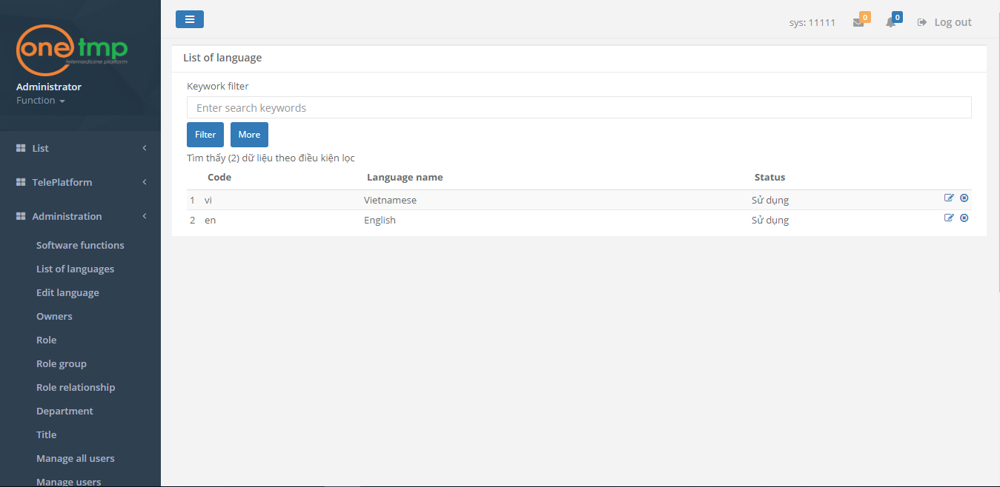 one tmp
telemedicine platform
Administrator
Function
List
TelePlatform
Administration
Software functions
List of languages
Edit language
Owners
Role
Role group
Role relationship
Department
Title
Manage all users
Manage users
sys: 11111
0
0
Log out
List of language
Keywork filter
Enter search keywords
Filter More
Tìm thấy (2) dữ liệu theo điều kiện lọc
Code Language name Status
1 vi Vietnamese Sử dụng
2 en English Sử dụng